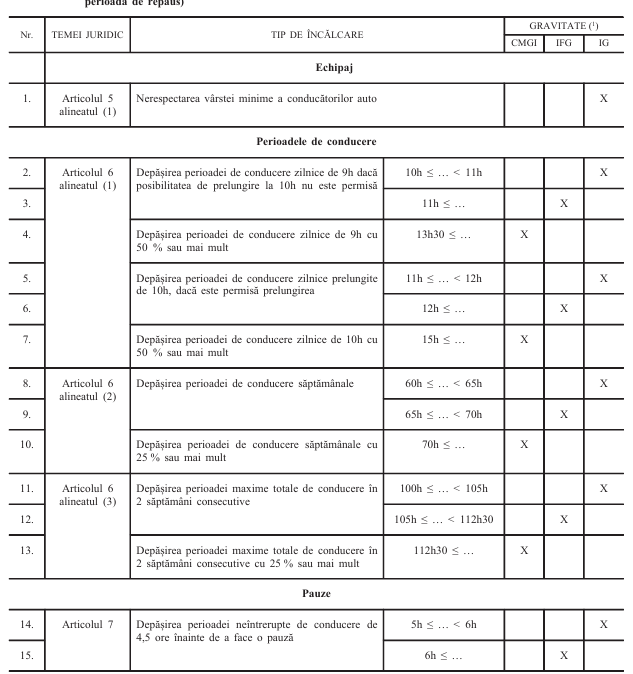 perioada de repaus)
Nr. TEMEI JURIDIC TIP DE ÎNCĂLCARE GRAVITATE (¹)
CMGI IFG IG
Echipaj
1. Articolul 5 Nerespectarea vârstei minime a conducătorilor auto X
alineatul (1)
Perioadele de conducere
2. Articolul 6 Depășirea perioadei de conducere zilnice de 9h dacă 10h ≤ … < 11h X
alineatul (1) posibilitatea de prelungire la 10h nu este permisă
3. 11h ≤ … X
4. Depășirea perioadei de conducere zilnice de 9h cu 13h30 ≤ … X
50 % sau mai mult
5. Depășirea perioadei de conducere zilnice prelungite 11h ≤ … < 12h X
de 10h, dacă este permisă prelungirea
6. 12h ≤ … X
7. Depășirea perioadei de conducere zilnice de 10h cu 15h ≤ … X
50 % sau mai mult
8. Articolul 6 Depășirea perioadei de conducere săptămânale 60h ≤ … < 65h X
alineatul (2)
9. 65h ≤ … < 70h X
10. Depășirea perioadei de conducere săptămânale cu 70h ≤ … X
25 % sau mai mult
11. Articolul 6 Depășirea perioadei maxime totale de conducere în 100h ≤ … < 105h X
alineatul (3) 2 săptămâni consecutive
12. 105h ≤ … < 112h30 X
13. Depășirea perioadei maxime totale de conducere în 112h30 ≤ … X
2 săptămâni consecutive cu 25 % sau mai mult
Pauze
14. Articolul 7 Depășirea perioadei neîntrerupte de conducere de 5h ≤ … < 6h X
4,5 ore înainte de a face o pauză
15. 6h ≤ … X